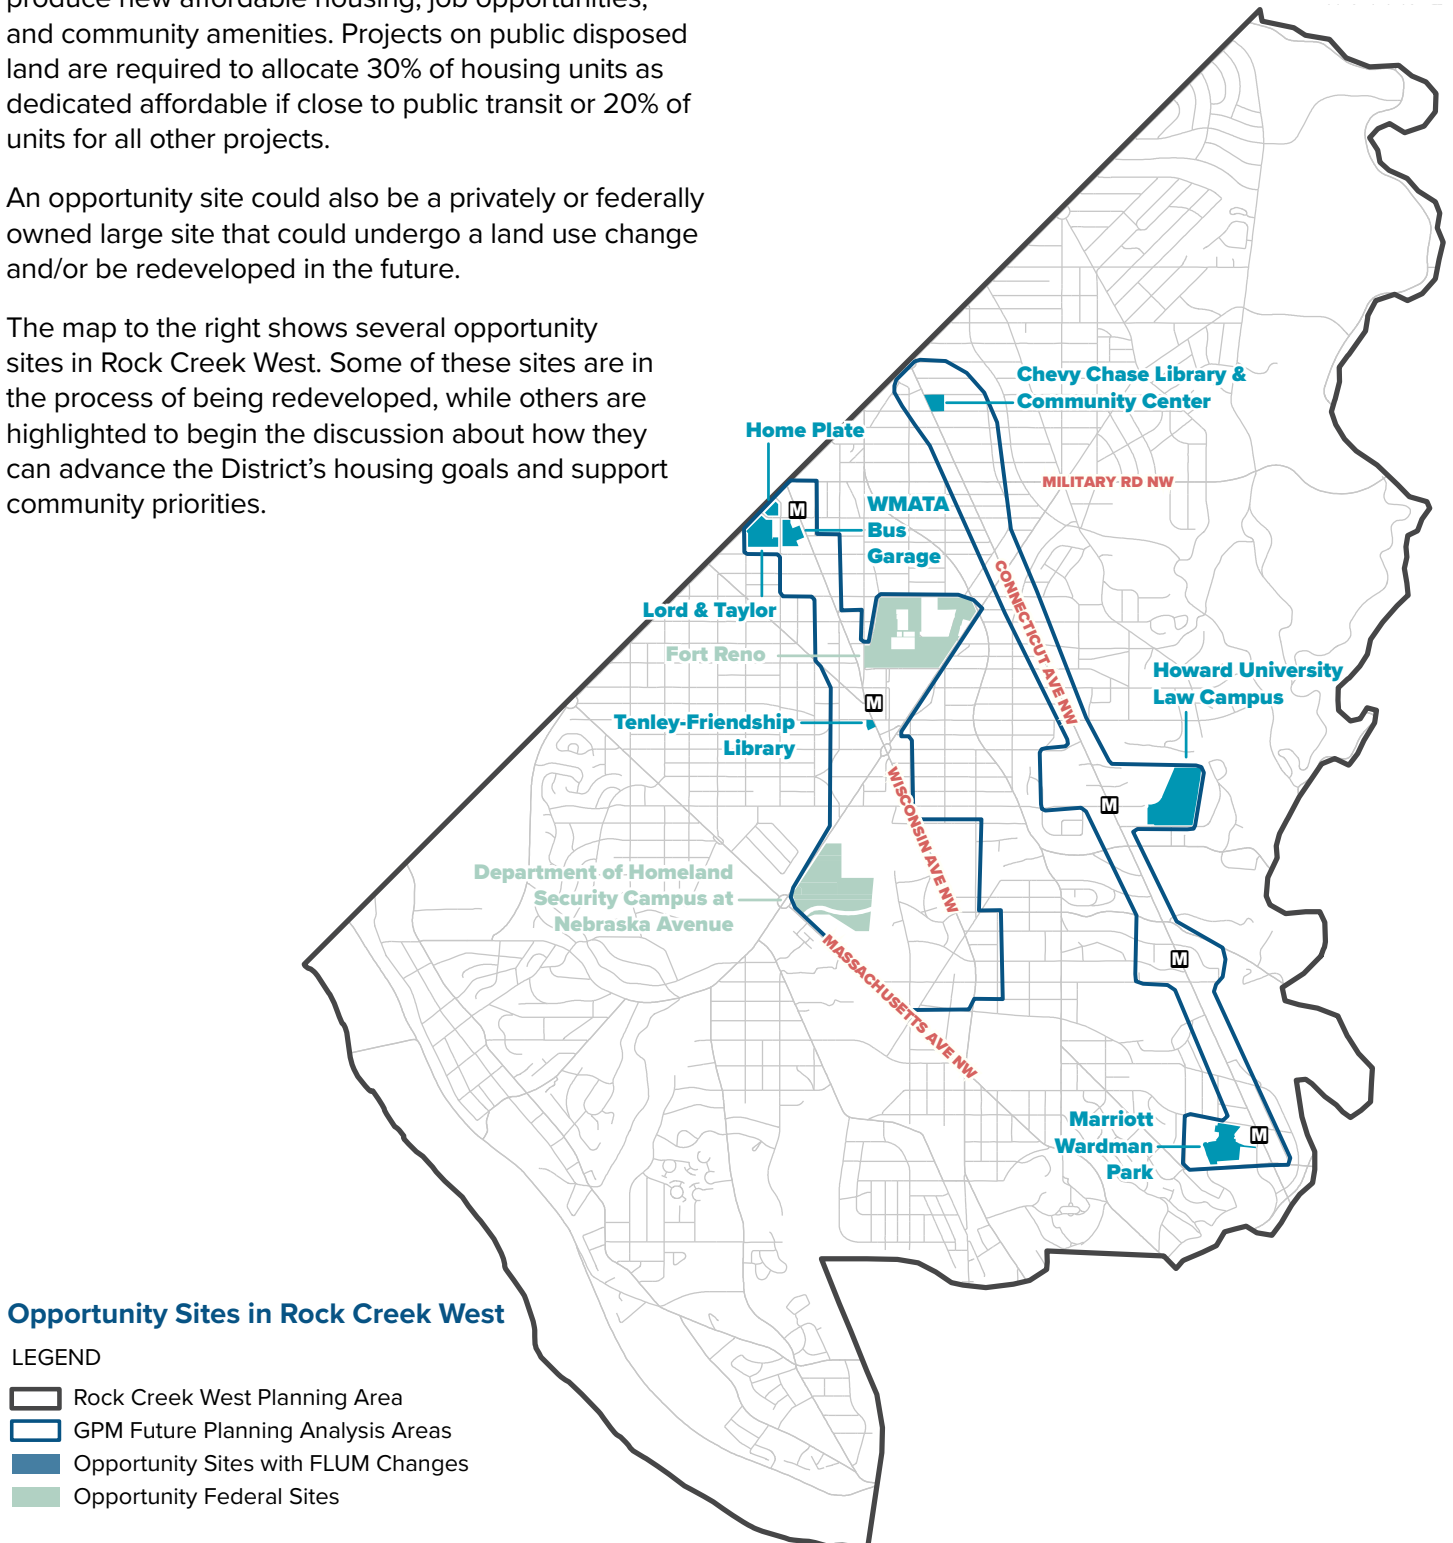 produce new affordable housing, job opportunities,
and community amenities. Projects on public disposed
land are required to allocate 30% of housing units as
dedicated affordable if close to public transit or 20% of
units for all other projects.
An opportunity site could also be a privately or federally
owned large site that could undergo a land use change
and/or be redeveloped in the future.
The map to the right shows several opportunity
sites in Rock Creek West. Some of these sites are in
the process of being redeveloped, while others are
highlighted to begin the discussion about how they
can advance the District's housing goals and support
community priorities.
Chevy Chase Library &
Community Center
Home Plate
MILITARY RD NW
M
WMATA
Bus
Garage
Lord & Taylor
CONNECTICUT AVE NW
Fort Reno
Howard University
Law Campus
M
Tenley-Friendship
Library
WISCONSIN AVE NW
M
Department of Homeland
Security Campus at
Nebraska Avenue
MASSACHUSETTS AVE NW
M
Marriott
Wardman
Park
M
Opportunity Sites in Rock Creek West
LEGEND
Rock Creek West Planning Area
GPM Future Planning Analysis Areas
Opportunity Sites with FLUM Changes
Opportunity Federal Sites